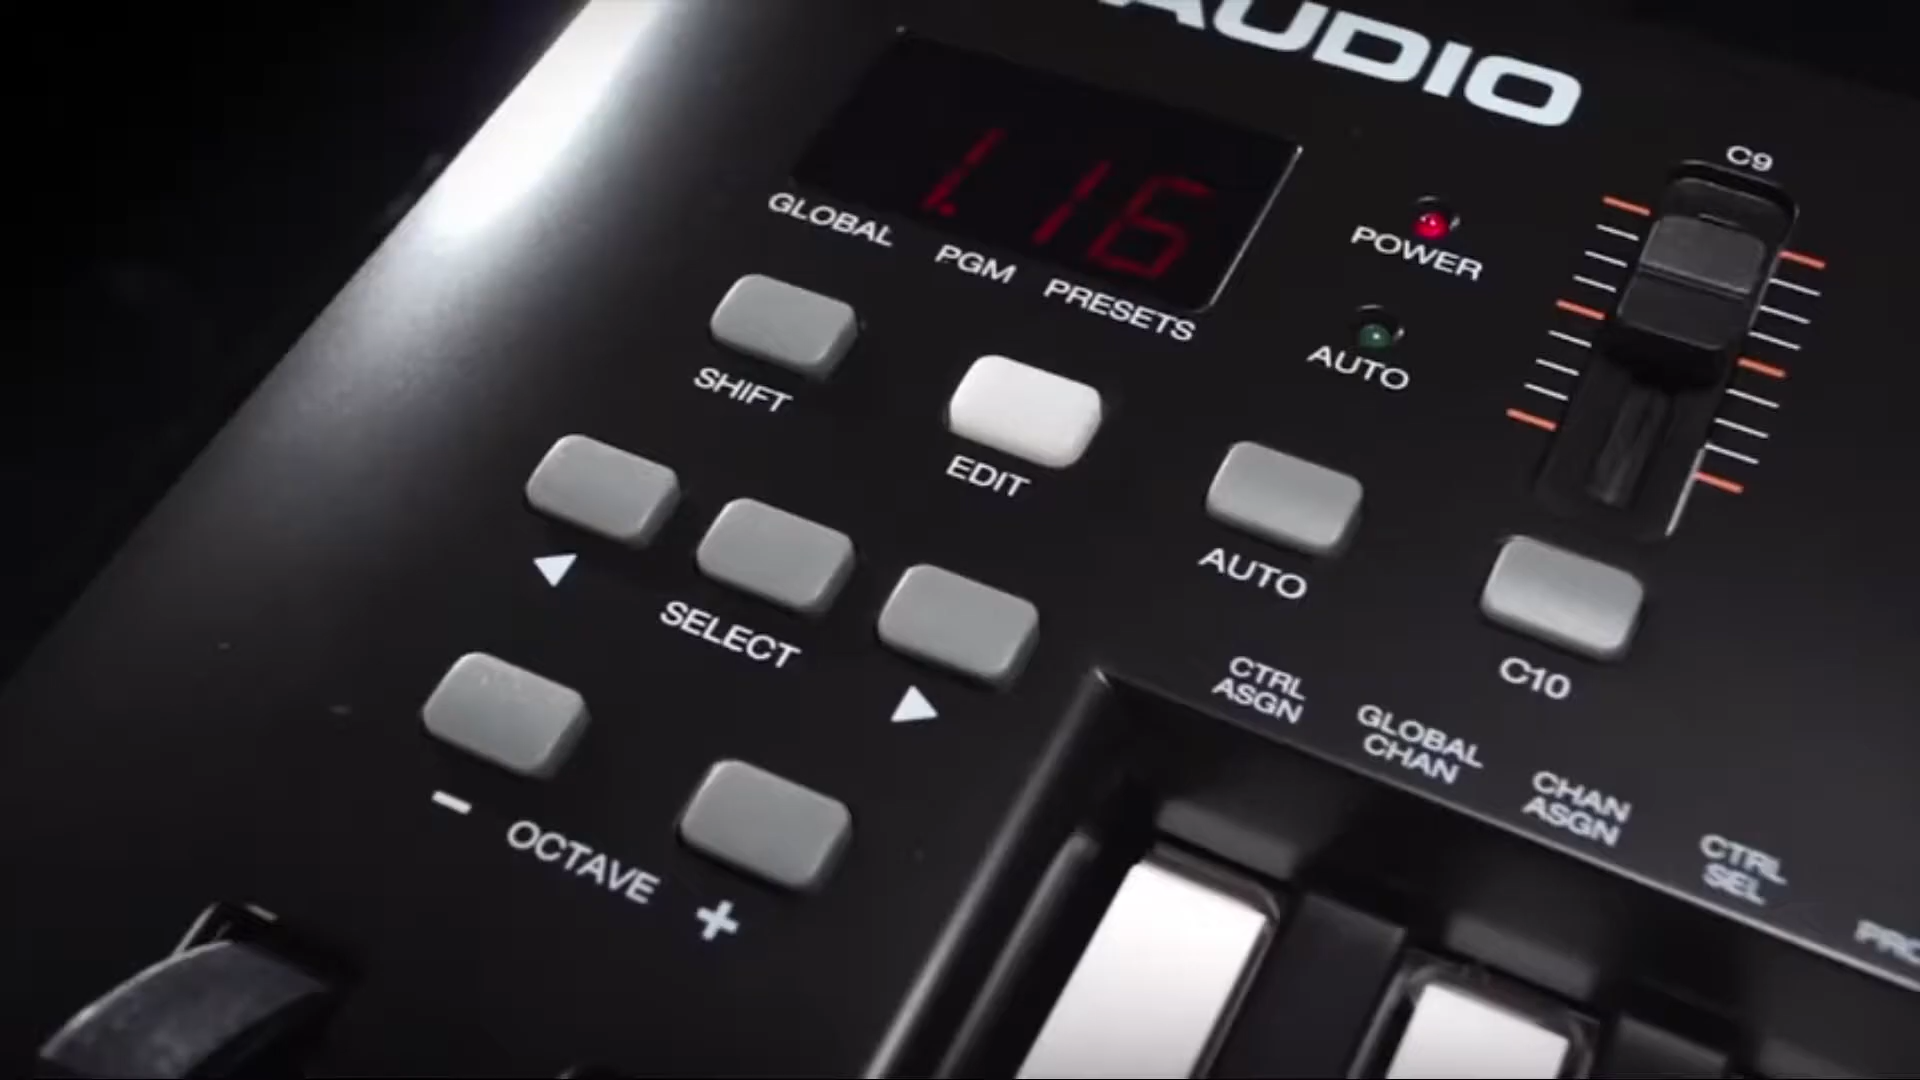 AUDIO
C9
1.16
GLOBAL PGM PRESETS
POWER
AUTO
SHIFT
EDIT
AUTO
SELECT
C10
- OCTAVE +
CTRL
ASGN
GLOBAL
CHAN
CHAN
ASGN
CTRL
SEL